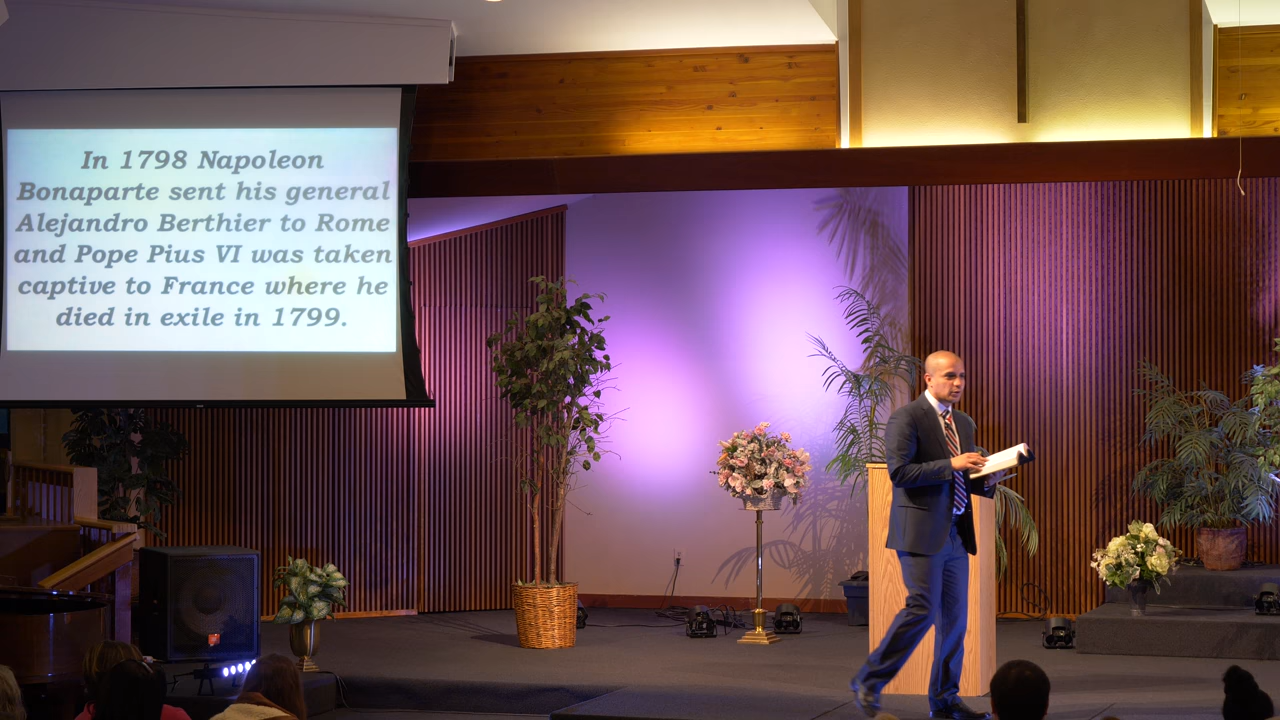 In 1798 Napoleon
Bonaparte sent his general
Alejandro Berthier to Rome
and Pope Pius VI was taken
captive to France where he
died in exile in 1799.